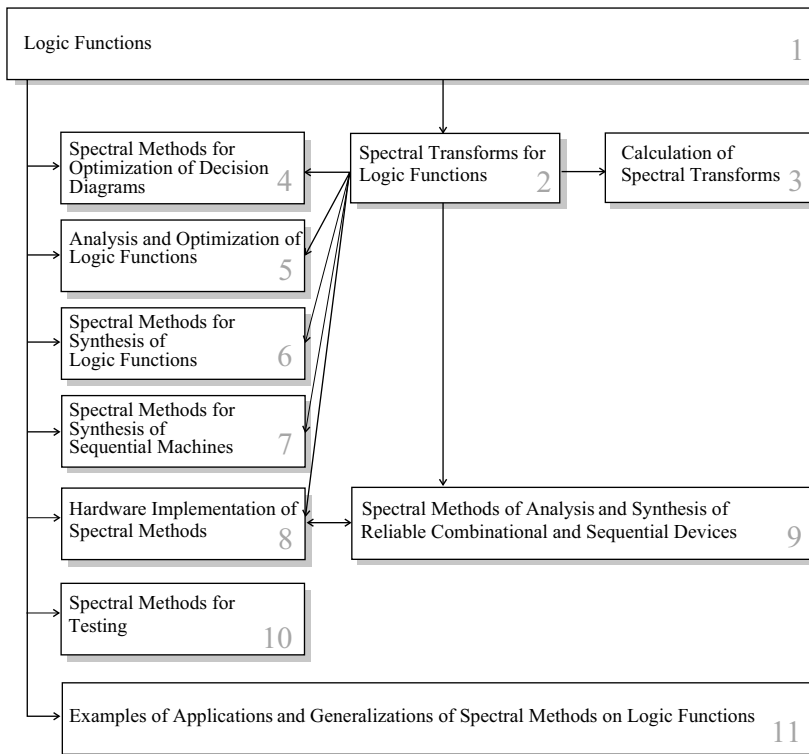 Logic Functions
1
Spectral Methods for
Optimization of Decision
Diagrams
4
Spectral Transforms for
Logic Functions
2
Calculation of
Spectral Transforms
3
Analysis and Optimization of
Logic Functions
5
Spectral Methods for
Synthesis of
Logic Functions
6
Spectral Methods for
Synthesis of
Sequential Machines
7
Hardware Implementation of
Spectral Methods
8
Spectral Methods of Analysis and Synthesis of
Reliable Combinational and Sequential Devices
9
Spectral Methods for
Testing
10
Examples of Applications and Generalizations of Spectral Methods on Logic Functions
11